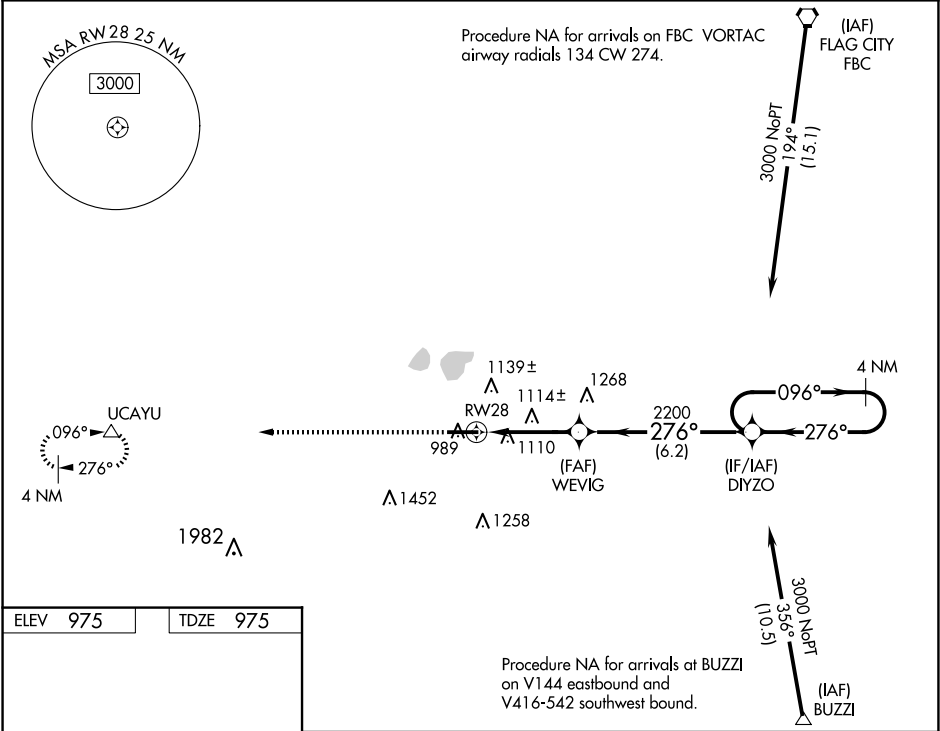 MSA RW 28 25 NM
3000
Procedure NA for arrivals on FBC VORTAC
airway radials 134 CW 274.
(IAF)
FLAG CITY
FBC
3000 NoPT
194°
(15.1)
1139±
1114±
1268
4 NM
096°
UCAYU
096°
276°
4 NM
RW28
989
1110
2200
276°
(6.2)
276°
(FAF)
WEVIG
(IF/IAF)
DIYZO
1452
1258
1982
3000 NoPT
356°
(10.5)
ELEV 975
TDZE 975
Procedure NA for arrivals at BUZZI
on V144 eastbound and
V416-542 southwest bound.
(IAF)
BUZZI